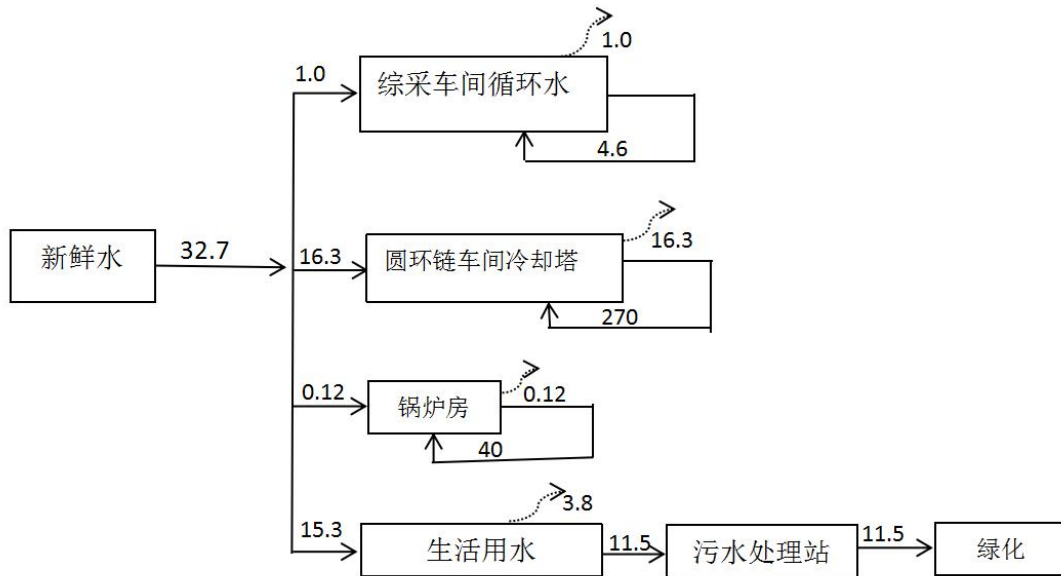 1.0
1.0
综采车间循环水
4.6
新鲜水
32.7
16.3
圆环链车间冷却塔
16.3
270
0.12
锅炉房
0.12
40
15.3
生活用水
3.8
11.5
污水处理站
11.5
绿化